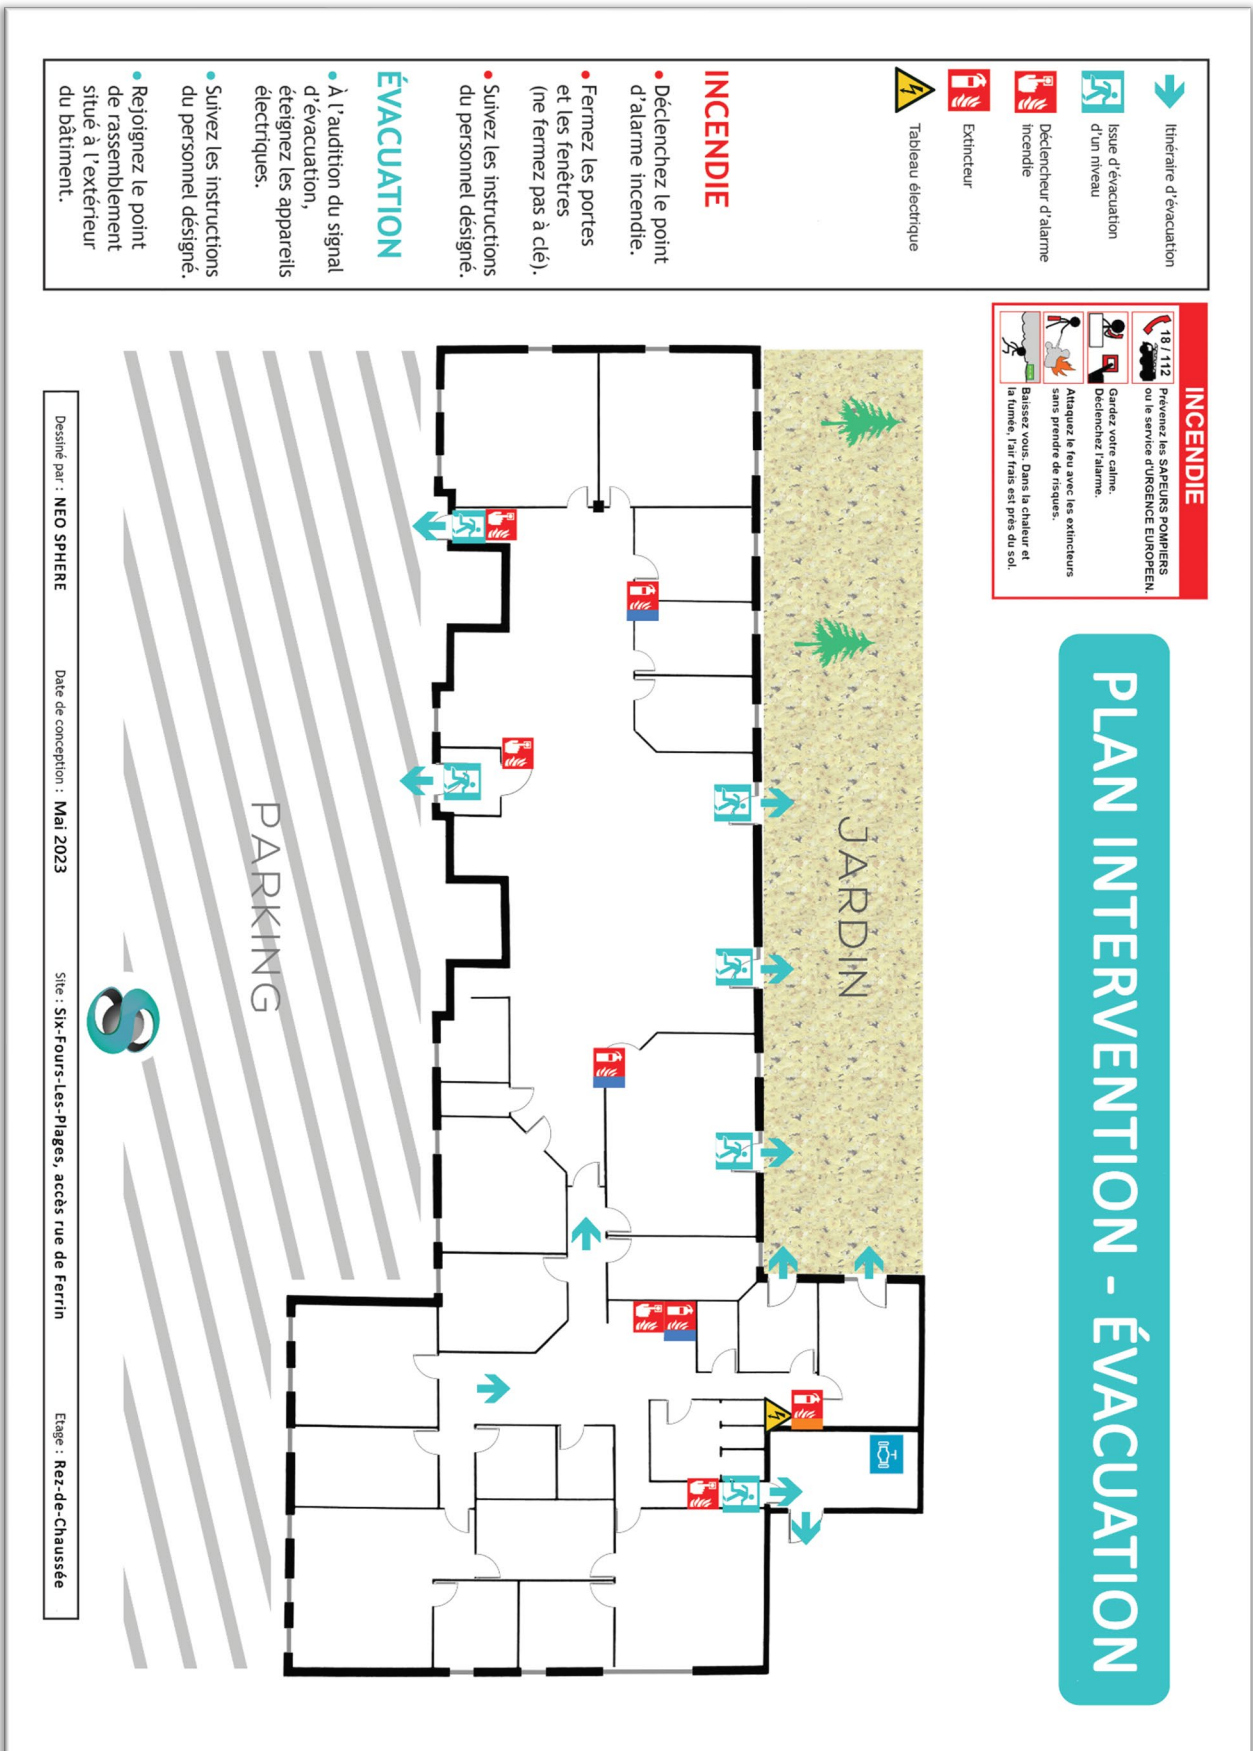 PLAN INTERVENTION - ÉVACUATION
INCENDIE
18 / 112
Prévenez les SAPEURS POMPIERS
ou le service d'URGENCE EUROPEEN.
Gardez votre calme.
Déclenchez l'alarme.
Attaquez le feu avec les extincteurs
sans prendre de risques.
Baissez vous. Dans la chaleur et
la fumée, l'air frais est près du sol.
Itinéraire d'évacuation
Issue d'évacuation
d'un niveau
Déclencheur d'alarme
incendie
Extincteur
Tableau électrique
INCENDIE
• Déclenchez le point
d'alarme incendie.
• Fermez les portes
et les fenêtres
(ne fermez pas à clé).
• Suivez les instructions
du personnel désigné.
ÉVACUATION
• À l'audition du signal
d'évacuation,
éteignez les appareils
électriques.
• Suivez les instructions
du personnel désigné.
• Rejoignez le point
de rassemblement
situé à l'extérieur
du bâtiment.
JARDIN
PARKING
Dessiné par : NEO SPHERE Date de conception : Mai 2023 Site : Six-Fours-Les-Plages, accès rue de Ferrin Etage : Rez-de-Chaussée